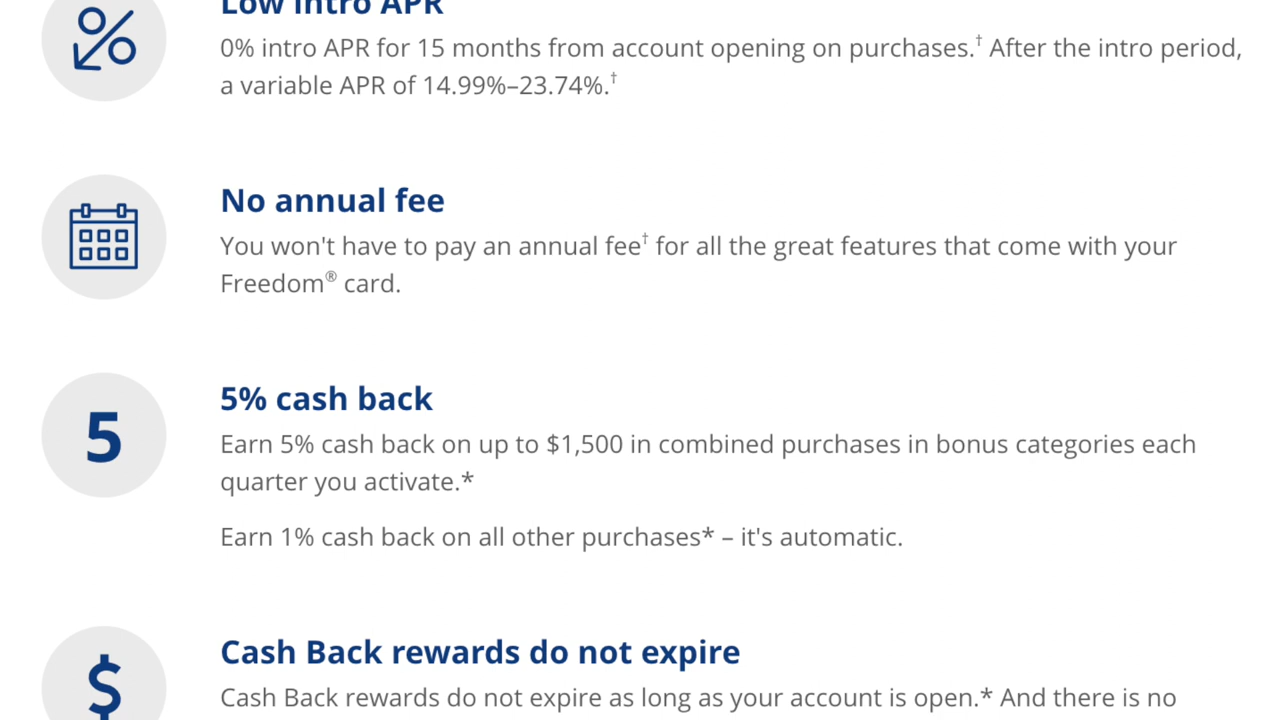 Low Intro APR
0% intro APR for 15 months from account opening on purchases.† After the intro period,
a variable APR of 14.99%–23.74%.†
No annual fee
You won't have to pay an annual fee† for all the great features that come with your
Freedom® card.
5
5% cash back
Earn 5% cash back on up to $1,500 in combined purchases in bonus categories each
quarter you activate.*
Earn 1% cash back on all other purchases* – it's automatic.
$
Cash Back rewards do not expire
Cash Back rewards do not expire as long as your account is open.* And there is no